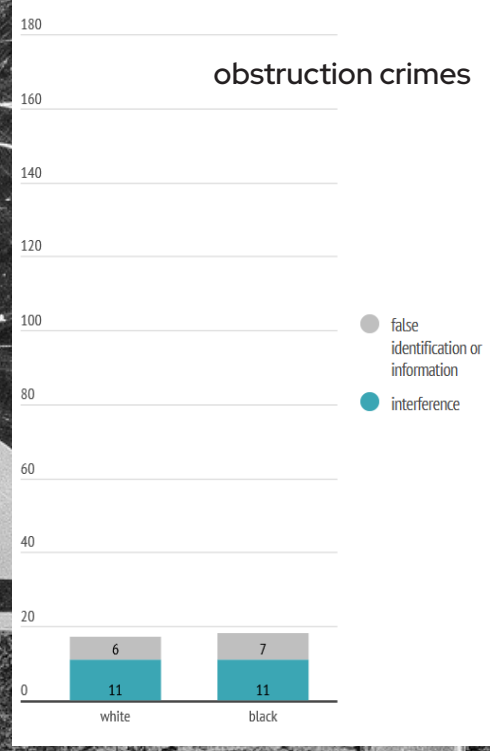 180
obstruction crimes
160
140
120
100
false
identification or
information
80
interference
60
40
20
6
7
0
11
11
white
black